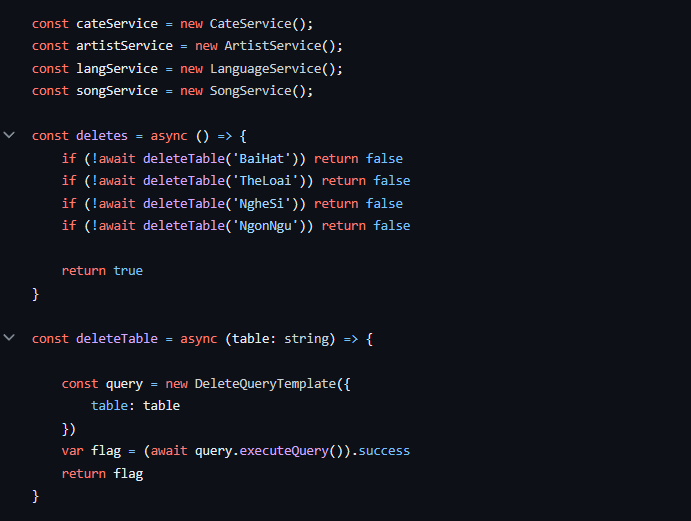 const cateService = new CateService();
const artistService = new ArtistService();
const langService = new LanguageService();
const songService = new SongService();
const deletes = async () => {
if (!await deleteTable('BaiHat')) return false
if (!await deleteTable('TheLoai')) return false
if (!await deleteTable('NgheSi')) return false
if (!await deleteTable('NgonNgu')) return false
return true
}
const deleteTable = async (table: string) => {
const query = new DeleteQueryTemplate({
table: table
})
var flag = (await query.executeQuery()).success
return flag
}